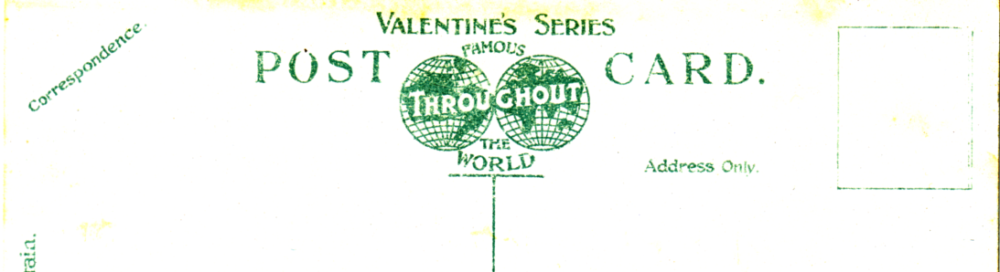 VALENTINE'S SERIES
Correspondence.
POST CARD.
FAMOUS
THROUGHOUT
THE
WORLD
Address Only.